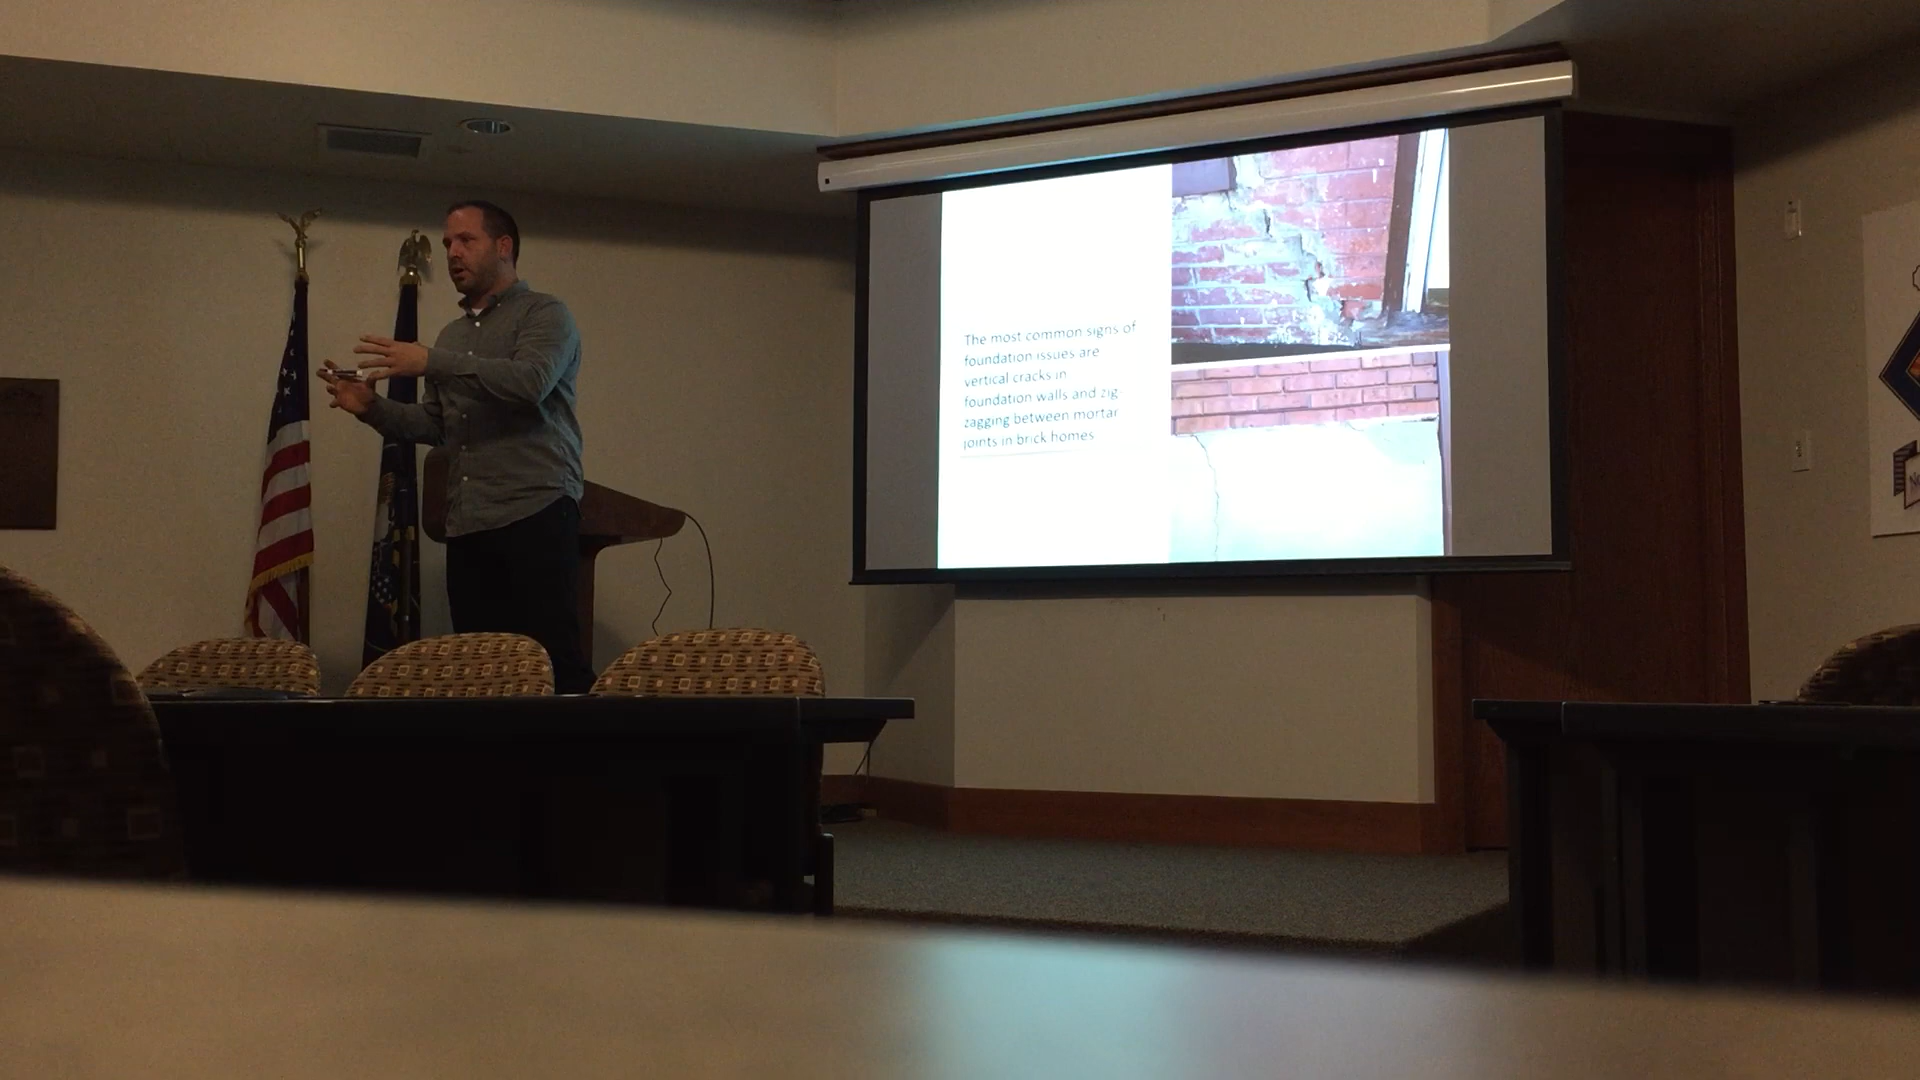 The most common signs of
foundation issues are
vertical cracks in
foundation walls and zig-
zagging between mortar
joints in brick homes